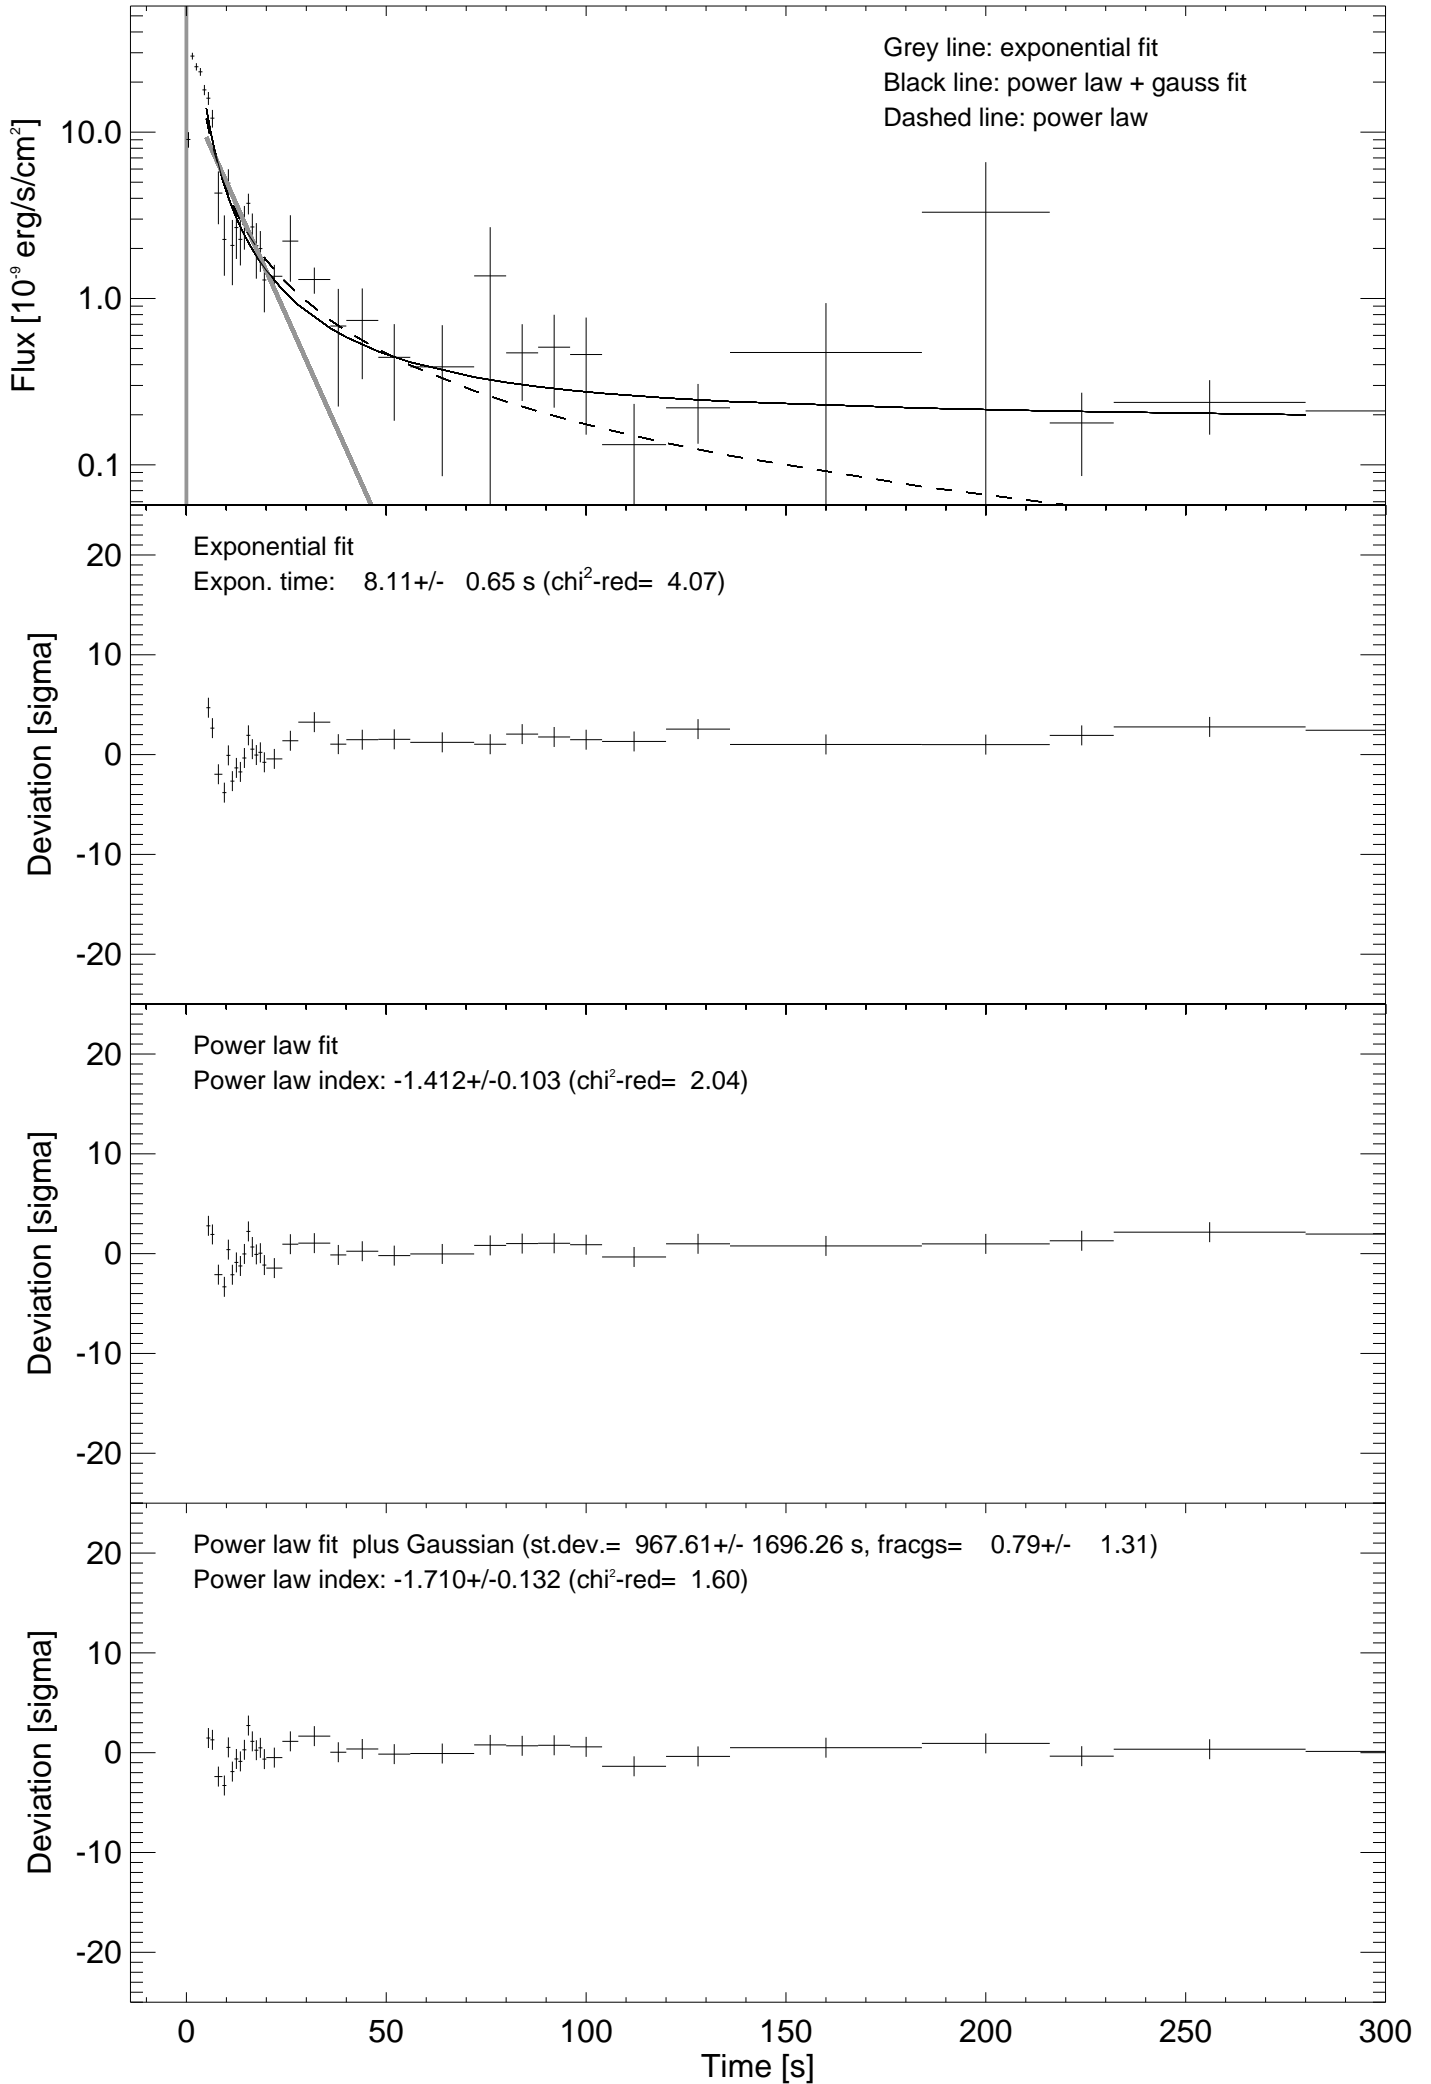 Grey line: exponential fit
Black line: power law + gauss fit
Dashed line: power law
10.0
1.0
0.1
Flux [10⁻⁹ erg/s/cm²]
Exponential fit
Expon. time: 8.11+/- 0.65 s (chi²-red= 4.07)
20
10
0
-10
-20
Deviation [sigma]
Power law fit
Power law index: -1.412+/-0.103 (chi²-red= 2.04)
20
10
0
-10
-20
Deviation [sigma]
Power law fit plus Gaussian (st.dev.= 967.61+/- 1696.26 s, fracgs= 0.79+/- 1.31)
Power law index: -1.710+/-0.132 (chi²-red= 1.60)
20
10
0
-10
-20
Deviation [sigma]
0 50 100 150 200 250 300
Time [s]